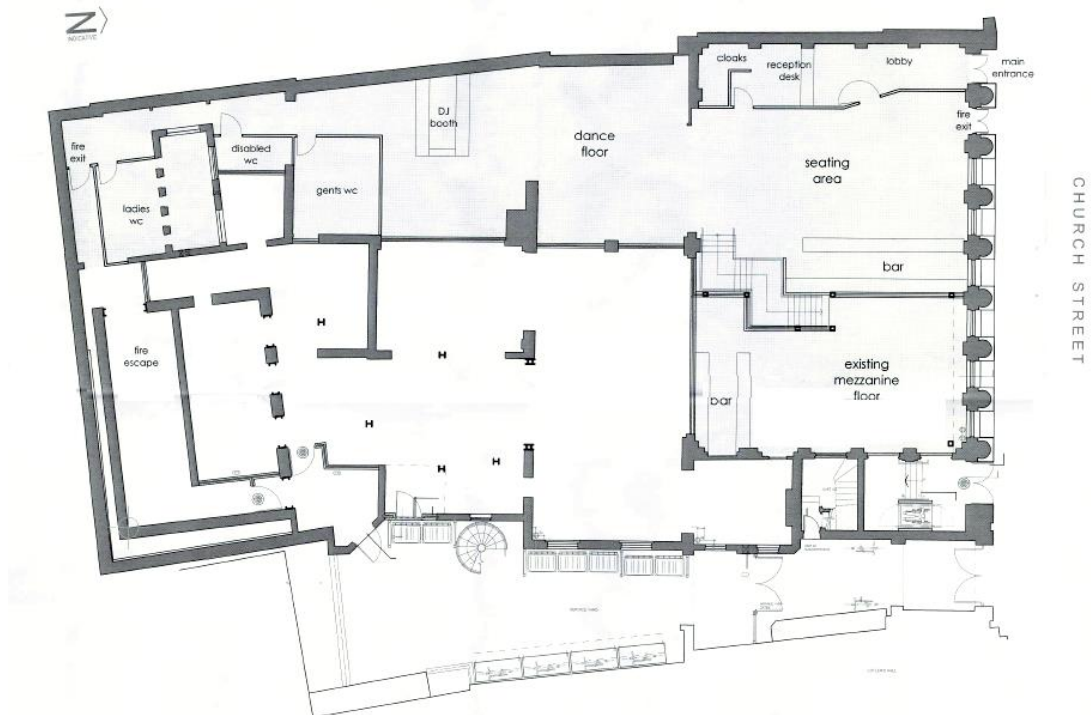 N
INDICATIVE
cloaks
reception
desk
lobby
main
entrance
DJ
booth
dance
floor
fire
exit
fire
exit
disabled
wc
seating
area
gents wc
ladies
wc
CHURCH STREET
bar
H
fire
escape
H
existing
mezzanine
floor
bar
H
H
H